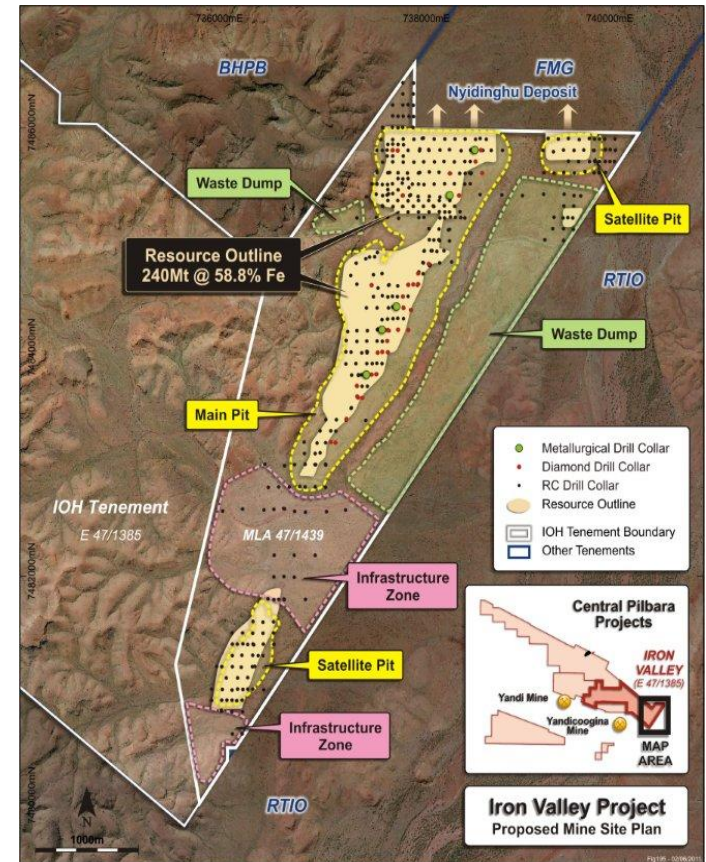 736000mE
738000mE
740000mE
BHPB
FMG
Nyidinghu Deposit
7486000mN
Waste Dump
Satellite Pit
Resource Outline
240Mt @ 58.8% Fe
RTIO
7484000mN
Waste Dump
Main Pit
Metallurgical Drill Collar
Diamond Drill Collar
RC Drill Collar
Resource Outline
IOH Tenement Boundary
Other Tenements
IOH Tenement
E 47/1385
MLA 47/1439
7482000mN
Infrastructure
Zone
Central Pilbara
Projects
IRON
VALLEY
(E 47/1385)
Satellite Pit
Yandi Mine
Yandicoogina
Mine
MAP
AREA
Infrastructure
Zone
N
1000m
RTIO
Iron Valley Project
Proposed Mine Site Plan